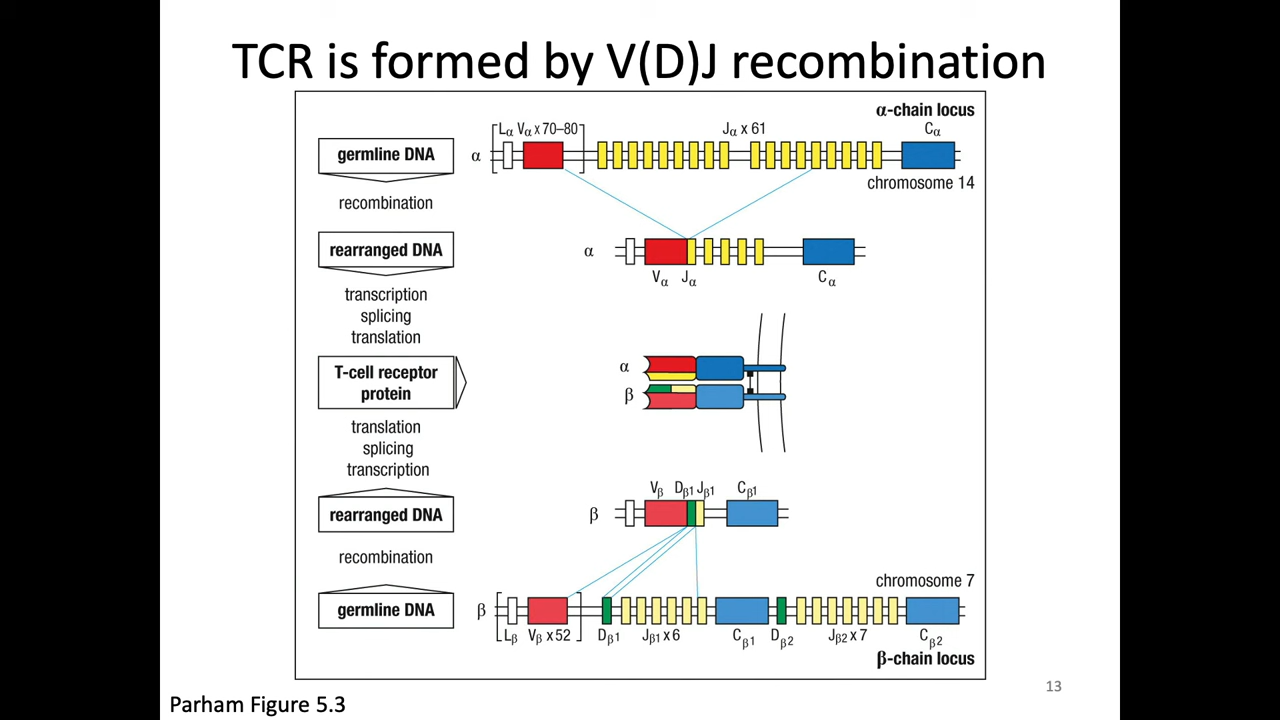 TCR is formed by V(D)J recombination
α-chain locus
Lα Vα x 70–80 Jα x 61 Cα
germline DNA α
chromosome 14
recombination
rearranged DNA α
Vα Jα Cα
transcription
splicing
translation
T-cell receptor
protein
α
β
translation
splicing
transcription
Vβ Dβ1 Jβ1 Cβ1
rearranged DNA β
recombination
chromosome 7
germline DNA β
Lβ Vβ x 52 Dβ1 Jβ1 x 6 Cβ1 Dβ2 Jβ2 x 7 Cβ2
β-chain locus
13
Parham Figure 5.3